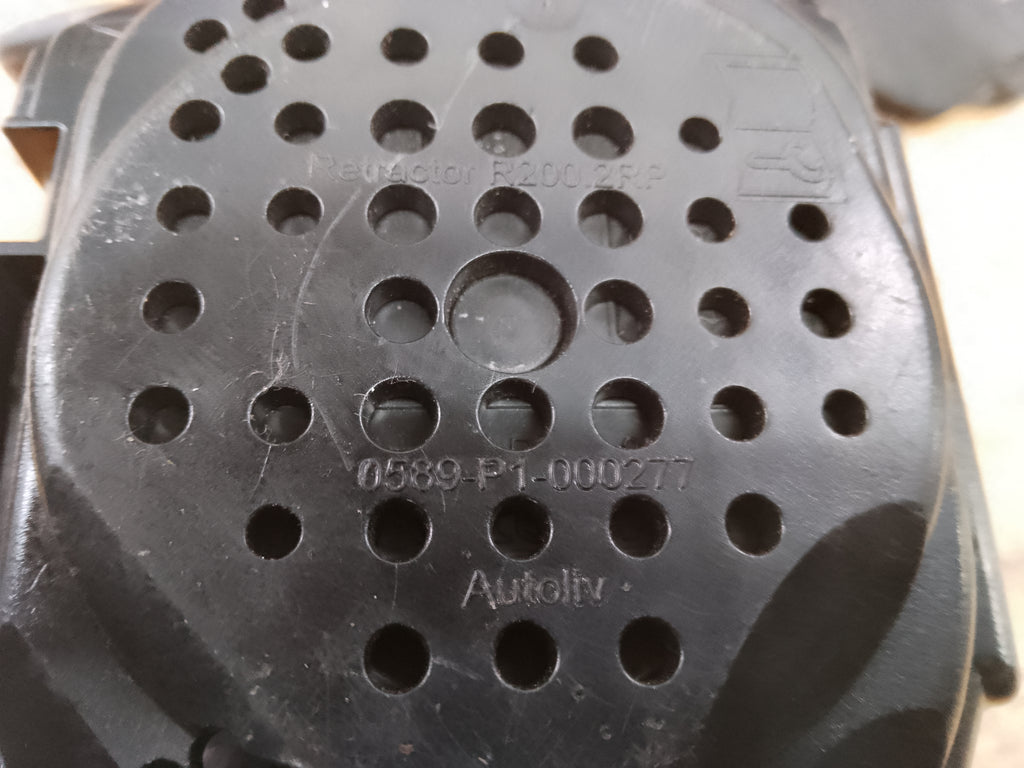 Retractor R200.2RP
0589-P1-000277
Autoliv